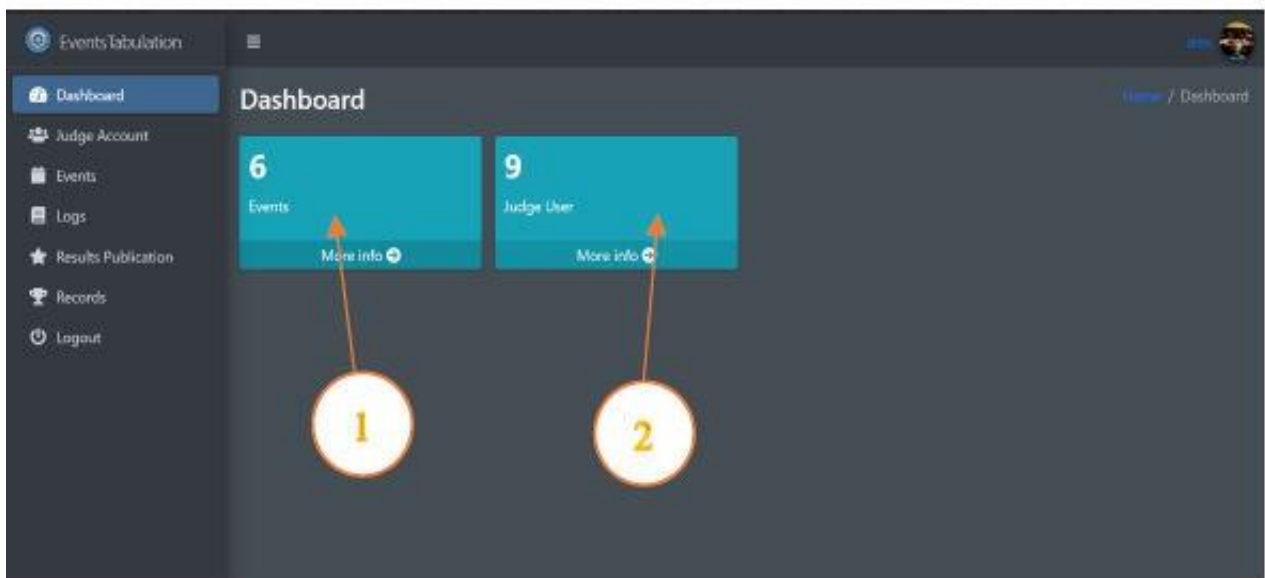 EventsTabulation
Dashboard
Judge Account
Events
Logs
Results Publication
Records
Logout
Dashboard
Home / Dashboard
6
Events
More info
9
Judge User
More info
1
2